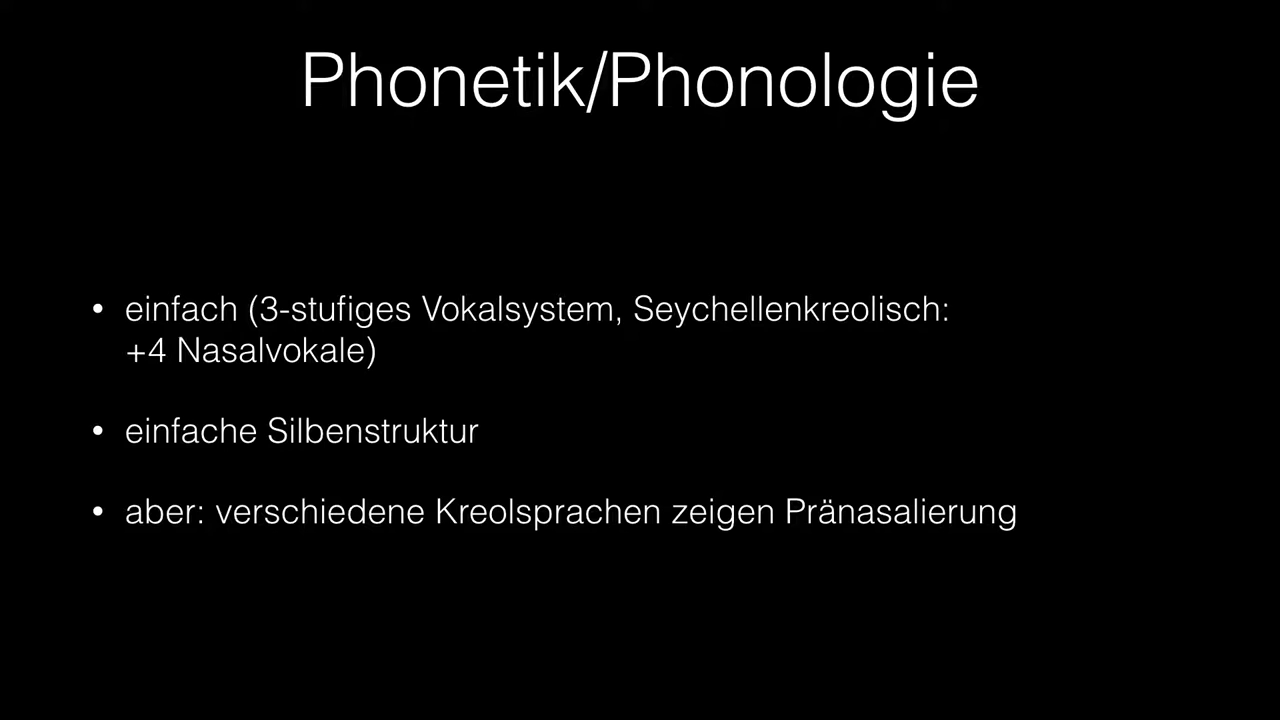 Phonetik/Phonologie
• einfach (3-stufiges Vokalsystem, Seychellenkreolisch:
+4 Nasalvokale)
• einfache Silbenstruktur
• aber: verschiedene Kreolsprachen zeigen Pränasalierung